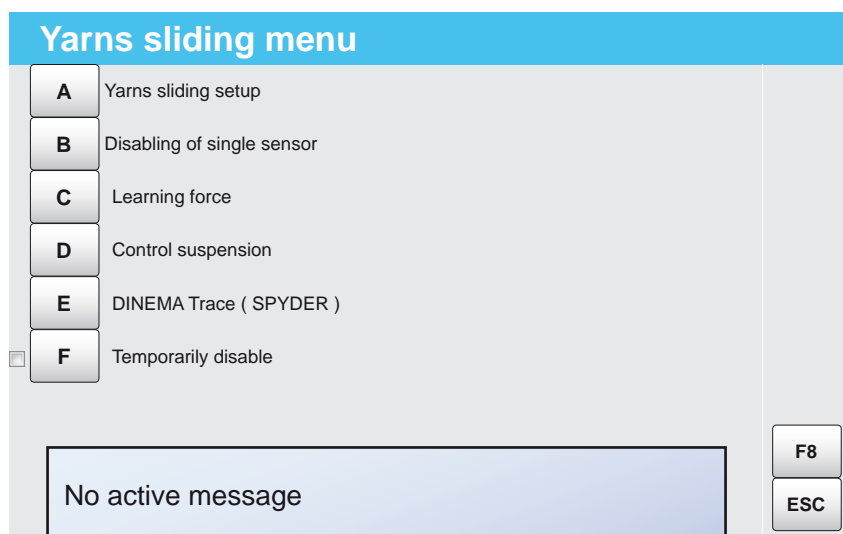 Yarns sliding menu
A Yarns sliding setup
B Disabling of single sensor
C Learning force
D Control suspension
E DINEMA Trace ( SPYDER )
F Temporarily disable
F8
No active message
ESC